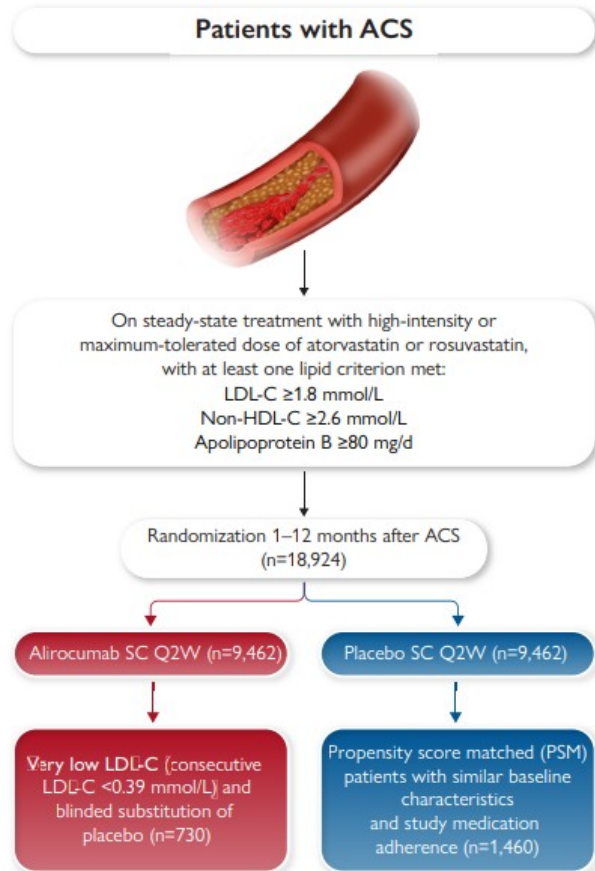 Patients with ACS
On steady-state treatment with high-intensity or
maximum-tolerated dose of atorvastatin or rosuvastatin,
with at least one lipid criterion met:
LDL-C ≥1.8 mmol/L
Non-HDL-C ≥2.6 mmol/L
Apolipoprotein B ≥80 mg/d
Randomization 1–12 months after ACS
(n=18,924)
Alirocumab SC Q2W (n=9,462)
Placebo SC Q2W (n=9,462)
Very low LDL-C (consecutive
LDL-C <0.39 mmol/L) and
blinded substitution of
placebo (n=730)
Propensity score matched (PSM)
patients with similar baseline
characteristics
and study medication
adherence (n=1,460)